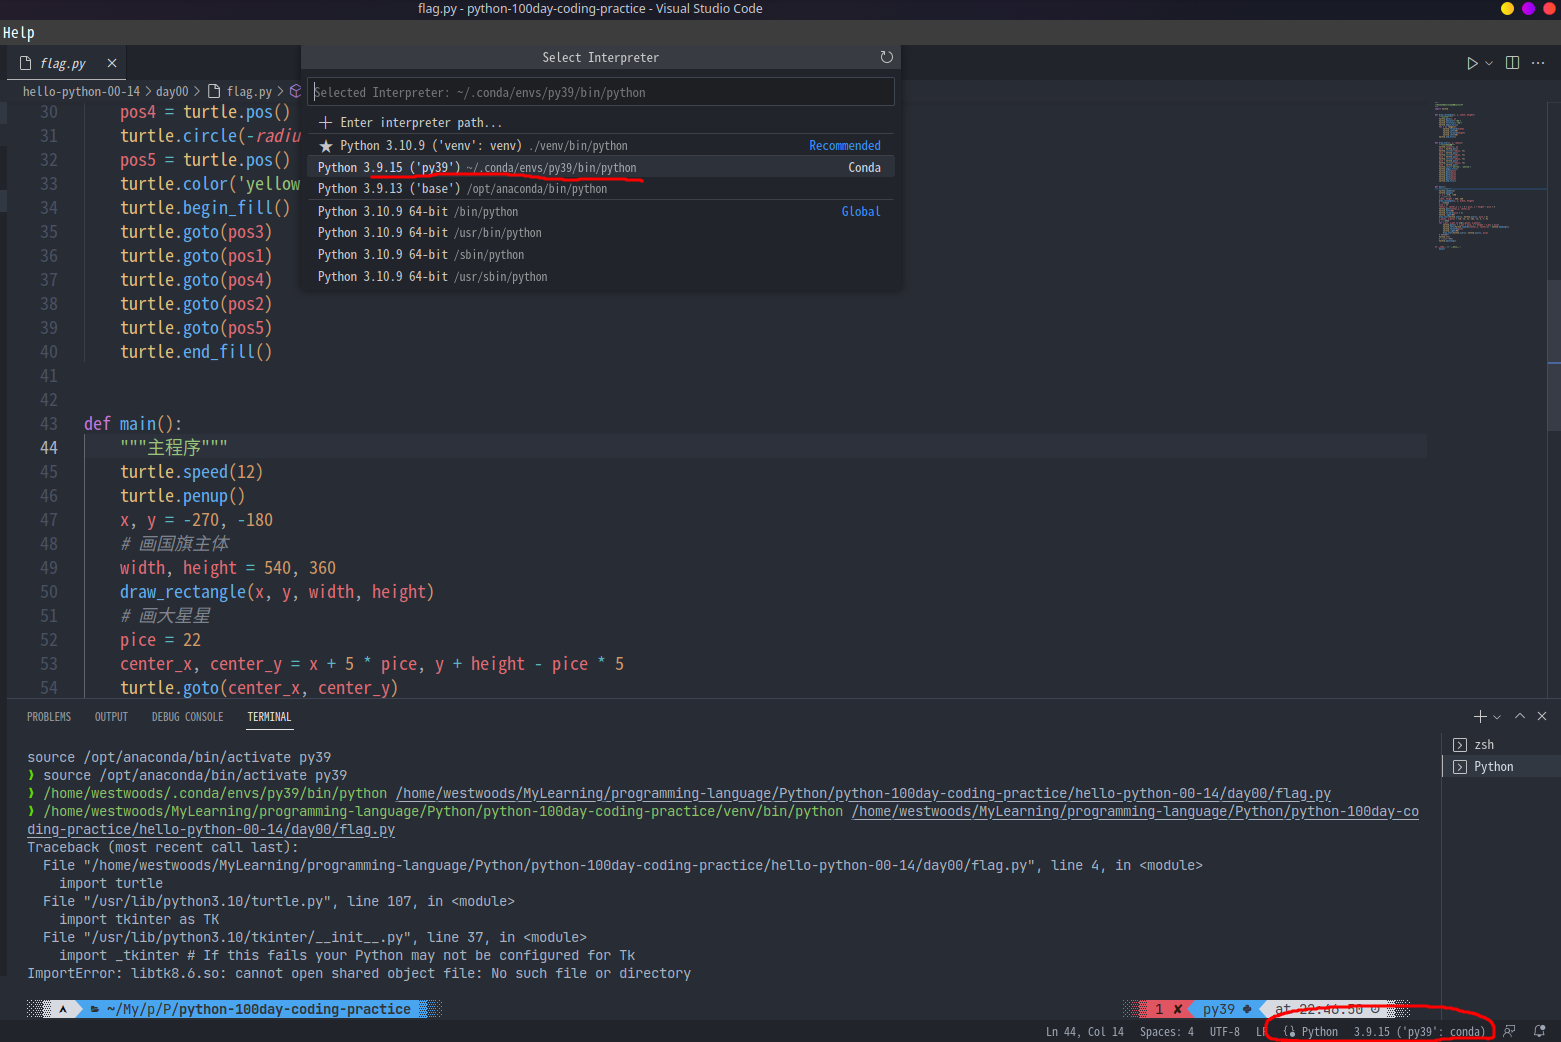 flag.py - python-100day-coding-practice - Visual Studio Code
Help
flag.py
hello-python-00-14 > day00 > flag.py >
Select Interpreter
Selected Interpreter: ~/.conda/envs/py39/bin/python
Enter interpreter path...
Python 3.10.9 ('venv': venv) ./venv/bin/python Recommended
Python 3.9.15 ('py39') ~/.conda/envs/py39/bin/python Conda
Python 3.9.13 ('base') /opt/anaconda/bin/python
Python 3.10.9 64-bit /bin/python Global
Python 3.10.9 64-bit /usr/bin/python
Python 3.10.9 64-bit /sbin/python
Python 3.10.9 64-bit /usr/sbin/python
30 pos4 = turtle.pos()
31 turtle.circle(-radiu
32 pos5 = turtle.pos()
33 turtle.color('yellow
34 turtle.begin_fill()
35 turtle.goto(pos3)
36 turtle.goto(pos1)
37 turtle.goto(pos4)
38 turtle.goto(pos2)
39 turtle.goto(pos5)
40 turtle.end_fill()
41
42
43 def main():
44 """主程序"""
45 turtle.speed(12)
46 turtle.penup()
47 x, y = -270, -180
48 # 画国旗主体
49 width, height = 540, 360
50 draw_rectangle(x, y, width, height)
51 # 画大星星
52 pice = 22
53 center_x, center_y = x + 5 * pice, y + height - pice * 5
54 turtle.goto(center_x, center_y)
PROBLEMS OUTPUT DEBUG CONSOLE TERMINAL
zsh
Python
source /opt/anaconda/bin/activate py39
❯ source /opt/anaconda/bin/activate py39
❯ /home/westwoods/.conda/envs/py39/bin/python /home/westwoods/MyLearning/programming-language/Python/python-100day-coding-practice/hello-python-00-14/day00/flag.py
❯ /home/westwoods/MyLearning/programming-language/Python/python-100day-coding-practice/venv/bin/python /home/westwoods/MyLearning/programming-language/Python/python-100day-co
ding-practice/hello-python-00-14/day00/flag.py
Traceback (most recent call last):
File "/home/westwoods/MyLearning/programming-language/Python/python-100day-coding-practice/hello-python-00-14/day00/flag.py", line 4, in <module>
import turtle
File "/usr/lib/python3.10/turtle.py", line 107, in <module>
import tkinter as TK
File "/usr/lib/python3.10/tkinter/__init__.py", line 37, in <module>
import _tkinter # If this fails your Python may not be configured for Tk
ImportError: libtk8.6.so: cannot open shared object file: No such file or directory
~/My/p/P/python-100day-coding-practice 1 ✘ py39 at 22:46:50
Ln 44, Col 14 Spaces: 4 UTF-8 LF Python 3.9.15 ('py39': conda)